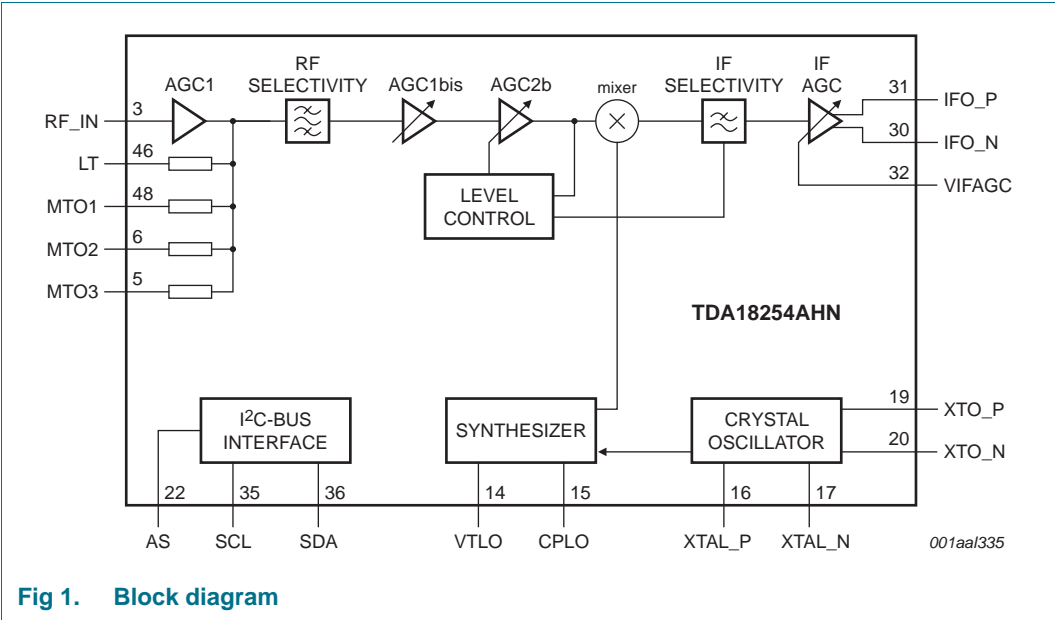 RF
SELECTIVITY
IF
SELECTIVITY
IF
AGC
AGC1
AGC1bis
AGC2b
mixer
3
RF_IN
46
LT
48
MTO1
6
MTO2
5
MTO3
31
IFO_P
30
IFO_N
32
VIFAGC
LEVEL
CONTROL
TDA18254AHN
I²C-BUS
INTERFACE
SYNTHESIZER
CRYSTAL
OSCILLATOR
19
XTO_P
20
XTO_N
22
35
36
14
15
16
17
AS
SCL
SDA
VTLO
CPLO
XTAL_P
XTAL_N
001aal335
Fig 1. Block diagram